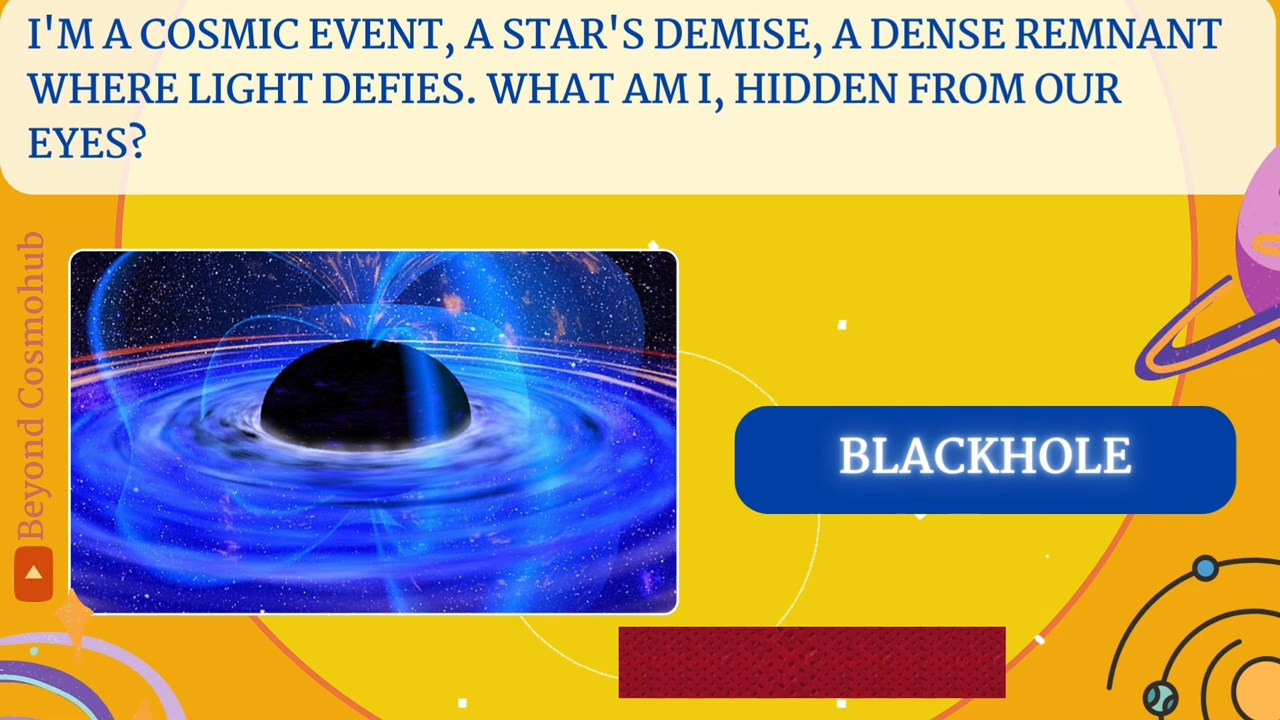 I'M A COSMIC EVENT, A STAR'S DEMISE, A DENSE REMNANT
WHERE LIGHT DEFIES. WHAT AM I, HIDDEN FROM OUR
EYES?
Beyond Cosmohub
BLACKHOLE